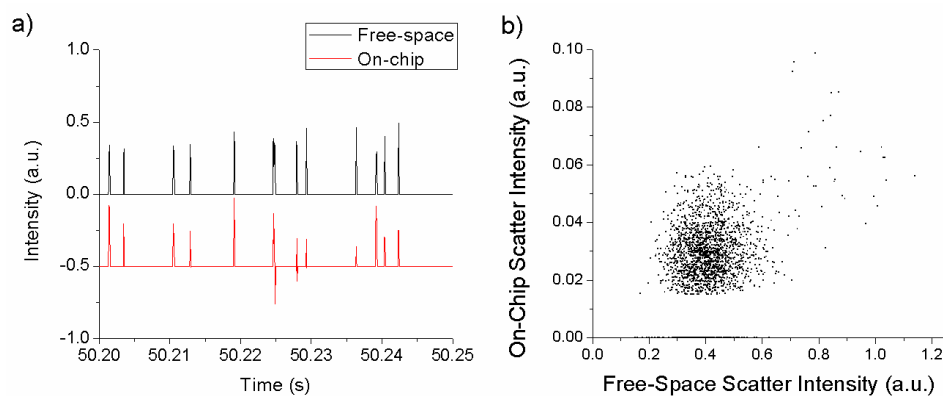 a)
Free-space
On-chip
Intensity (a.u.)
1.0
0.5
0.0
-0.5
-1.0
50.20 50.21 50.22 50.23 50.24 50.25
Time (s)
b)
On-Chip Scatter Intensity (a.u.)
0.10
0.08
0.06
0.04
0.02
0.00
0.0 0.2 0.4 0.6 0.8 1.0 1.2
Free-Space Scatter Intensity (a.u.)